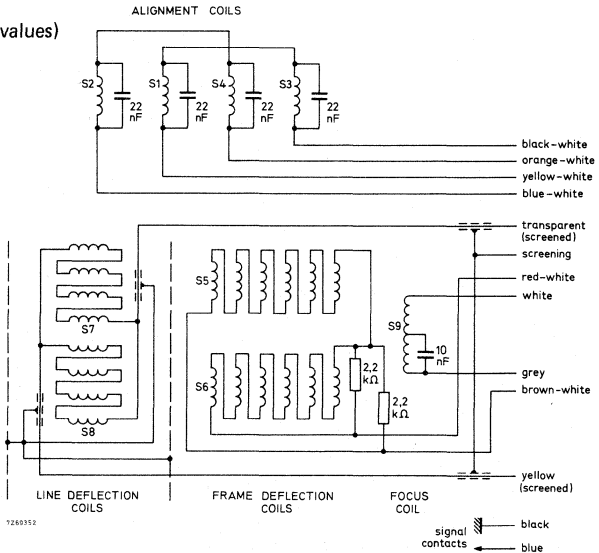 ALIGNMENT COILS
values)
S2
22
nF
S1
22
nF
S4
22
nF
S3
22
nF
black-white
orange-white
yellow-white
blue-white
transparent
(screened)
screening
red-white
white
S5
S7
S9
10
nF
grey
brown-white
S6
2,2
kΩ
2,2
kΩ
S8
yellow
(screened)
LINE DEFLECTION
COILS
FRAME DEFLECTION
COILS
FOCUS
COIL
7Z60352
signal
contacts
black
blue